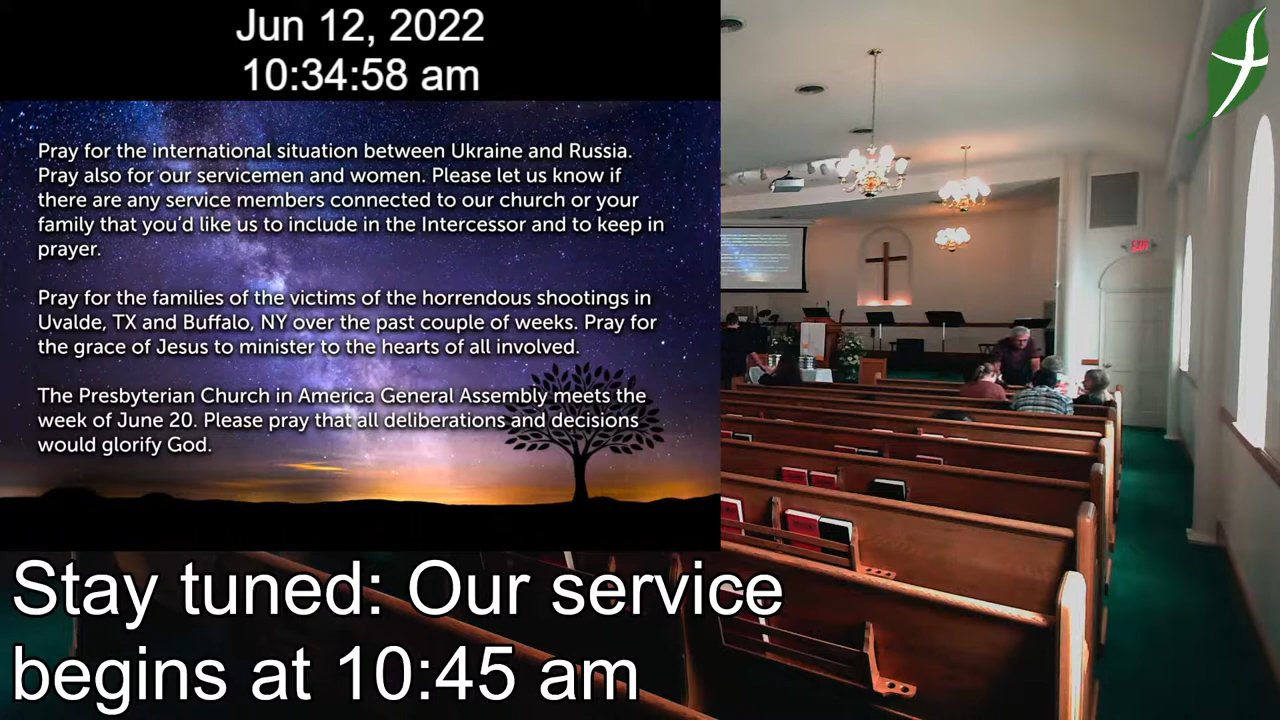 Jun 12, 2022
10:34:58 am
Pray for the international situation between Ukraine and Russia.
Pray also for our servicemen and women. Please let us know if
there are any service members connected to our church or your
family that you’d like us to include in the Intercessor and to keep in
prayer.
Pray for the families of the victims of the horrendous shootings in
Uvalde, TX and Buffalo, NY over the past couple of weeks. Pray for
the grace of Jesus to minister to the hearts of all involved.
The Presbyterian Church in America General Assembly meets the
week of June 20. Please pray that all deliberations and decisions
would glorify God.
Stay tuned: Our service
begins at 10:45 am
EXIT